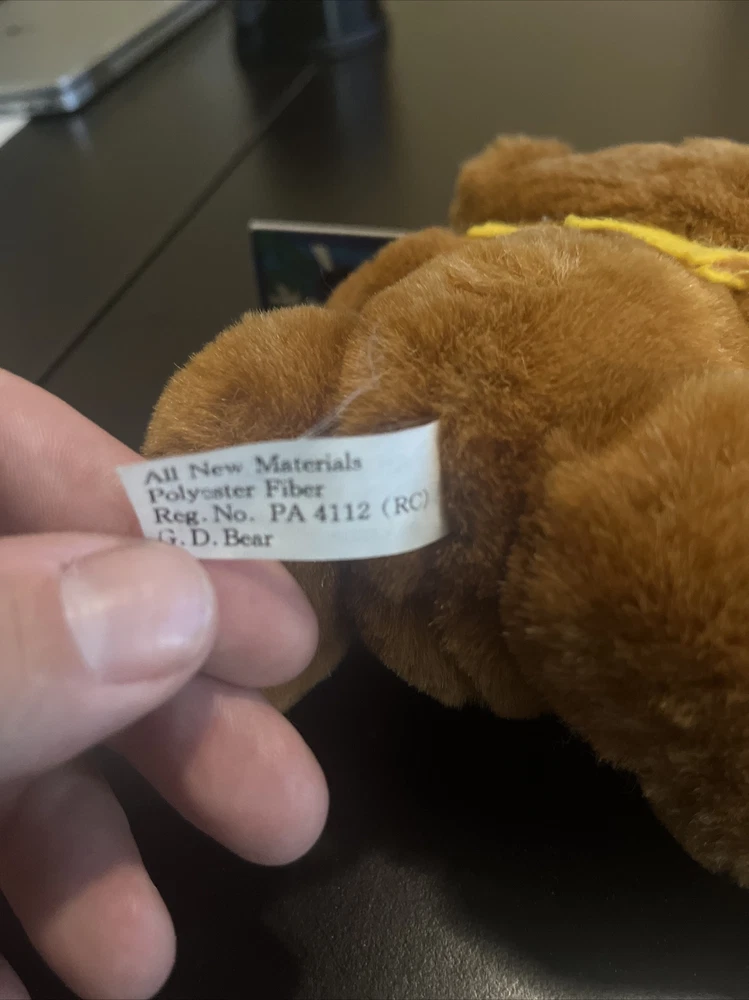 All New Materials
Polyester Fiber
Reg. No. PA 4112 (RC)
G. D. Bear